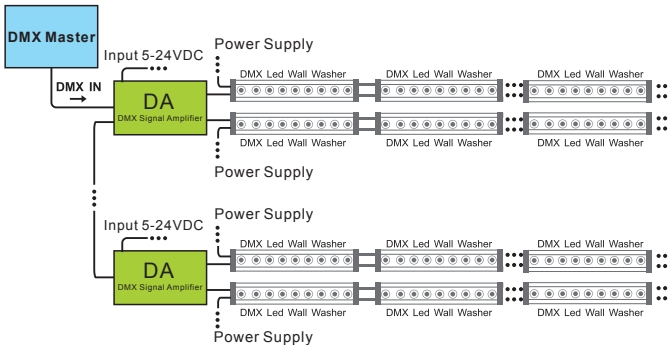 DMX Master
Power Supply
Input 5-24VDC
DMX Led Wall Washer DMX Led Wall Washer DMX Led Wall Washer
DMX IN
DA
DMX Signal Amplifier
DMX Led Wall Washer DMX Led Wall Washer DMX Led Wall Washer
Power Supply
Power Supply
Input 5-24VDC
DMX Led Wall Washer DMX Led Wall Washer DMX Led Wall Washer
DA
DMX Signal Amplifier
DMX Led Wall Washer DMX Led Wall Washer DMX Led Wall Washer
Power Supply